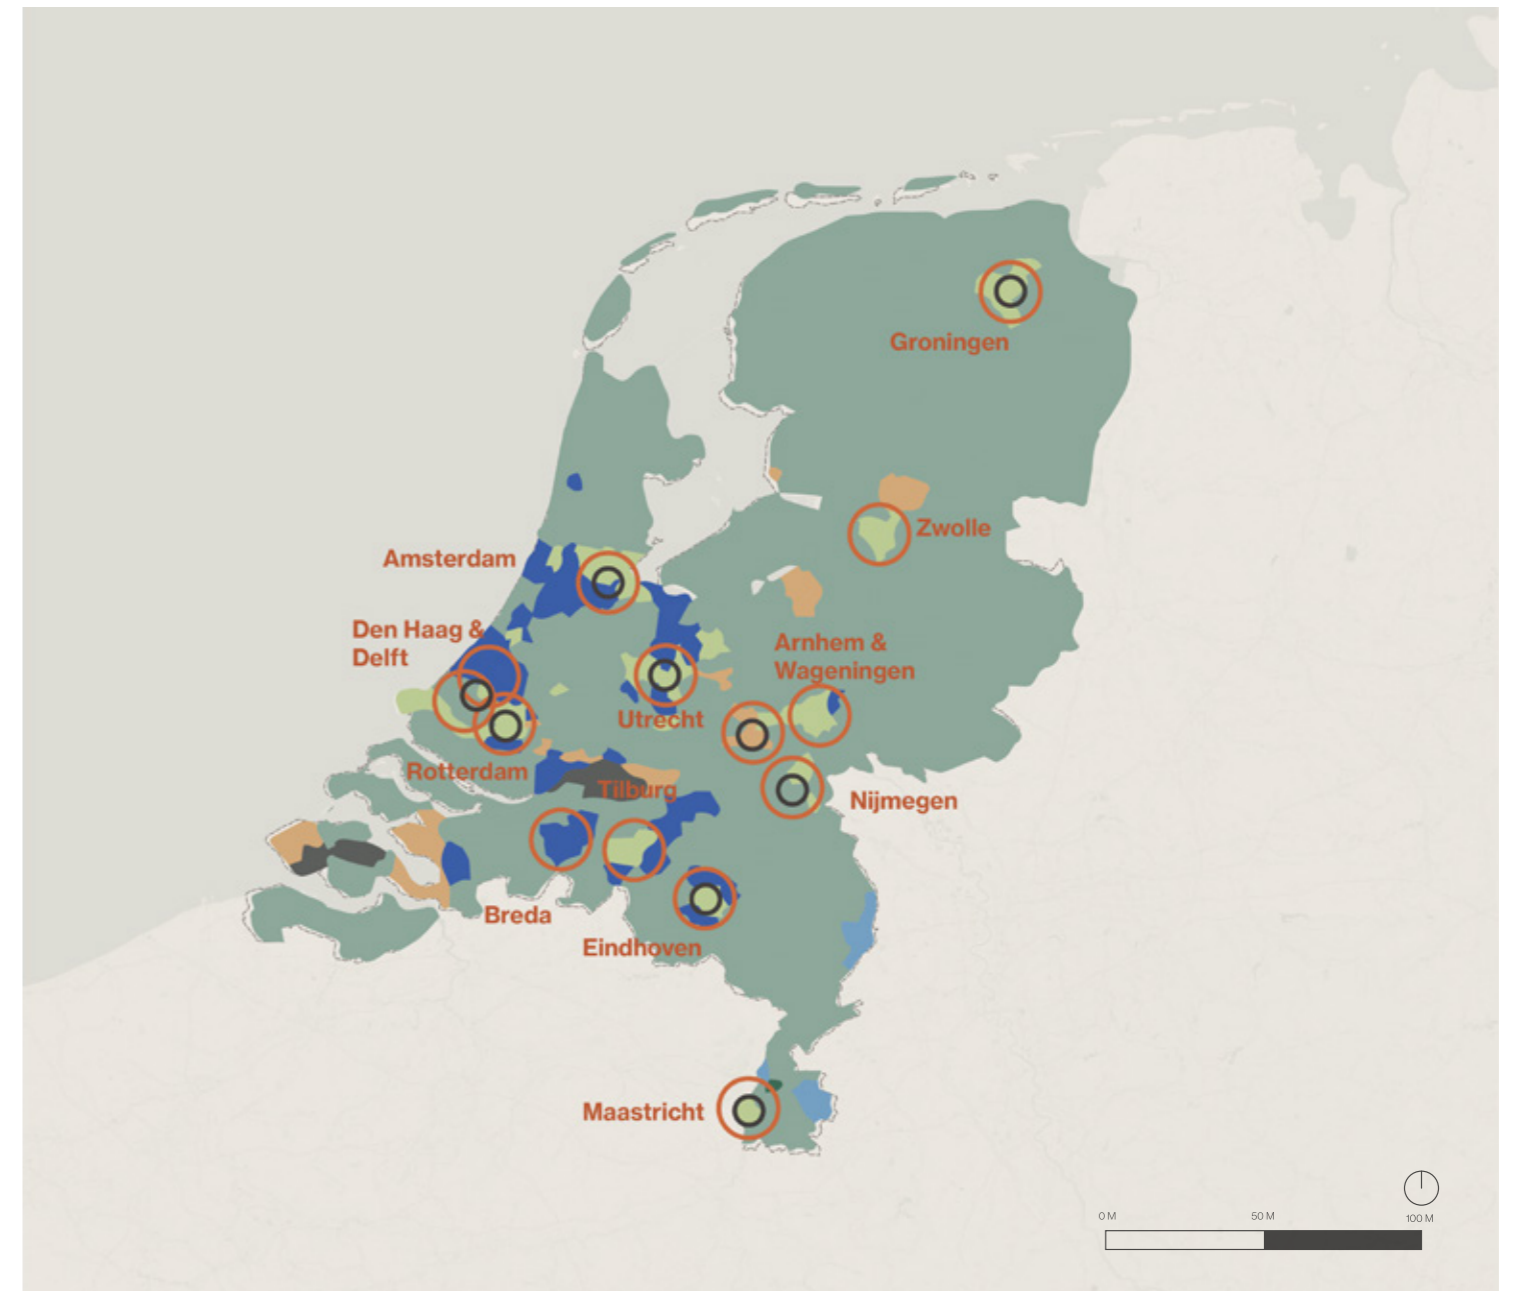 Groningen
Zwolle
Amsterdam
Den Haag &
Delft
Arnhem &
Wageningen
Utrecht
Rotterdam
Tilburg
Nijmegen
Breda
Eindhoven
Maastricht
0 M 50 M 100 M